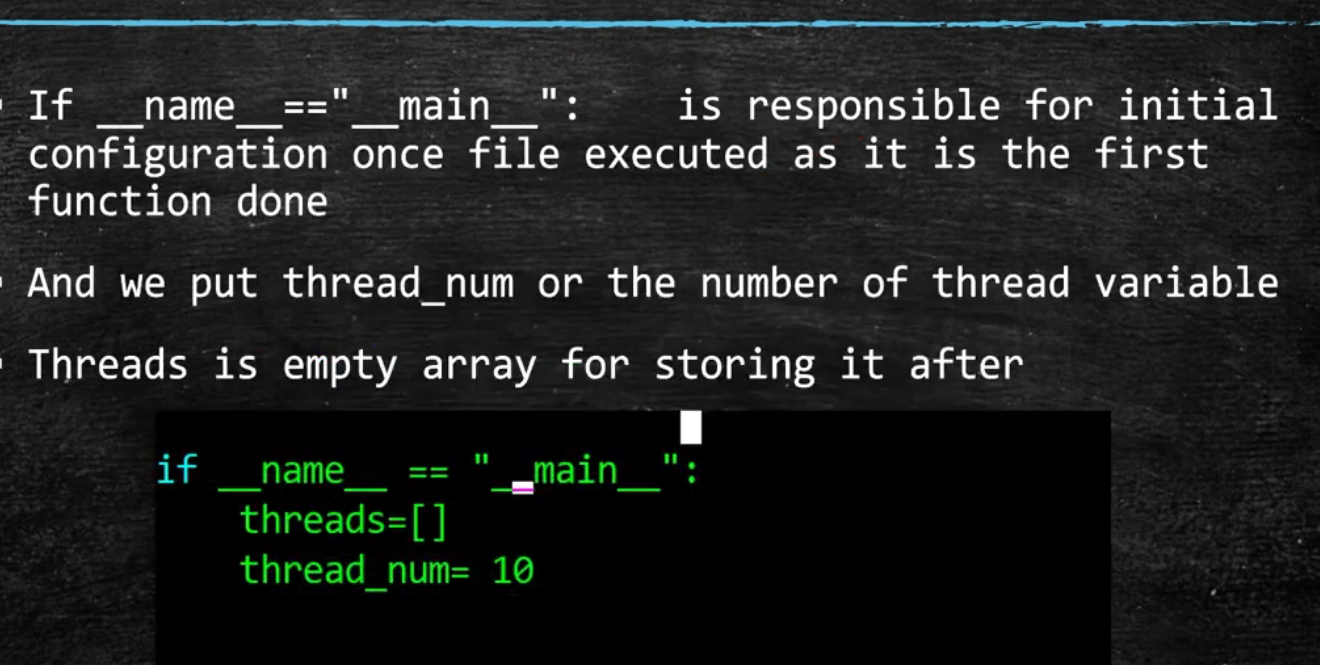 If __name__=="__main__":    is responsible for initial
configuration once file executed as it is the first
function done
And we put thread_num or the number of thread variable
Threads is empty array for storing it after
if __name__ == "__main__":
    threads=[]
    thread_num= 10